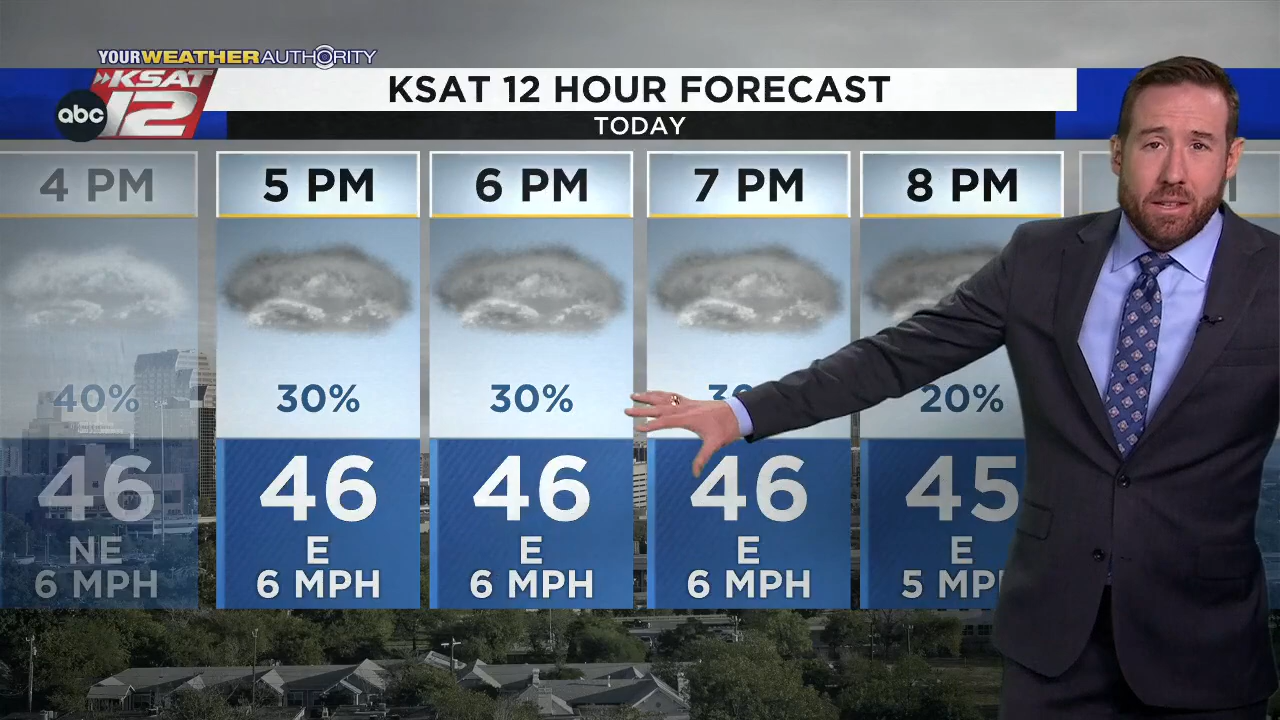 YOUR WEATHER AUTHORITY
KSAT
abc 12
KSAT 12 HOUR FORECAST
TODAY
4 PM 5 PM 6 PM 7 PM 8 PM
40% 30% 30% 20%
46 46 46 46 45
NE E E E E
6 MPH 6 MPH 6 MPH 6 MPH 5